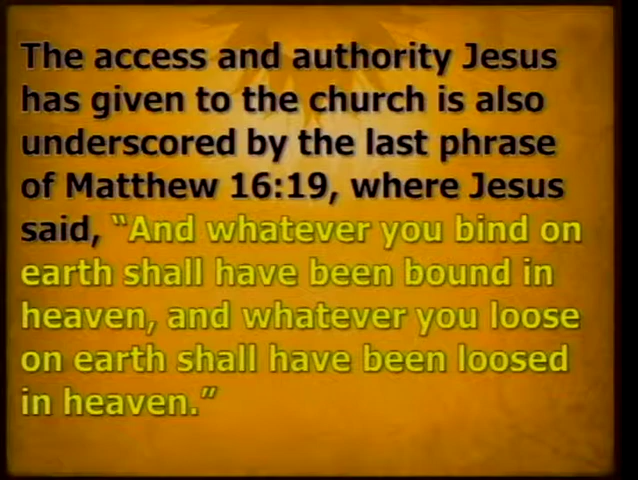 The access and authority Jesus
has given to the church is also
underscored by the last phrase
of Matthew 16:19, where Jesus
said, “And whatever you bind on
earth shall have been bound in
heaven, and whatever you loose
on earth shall have been loosed
in heaven.”